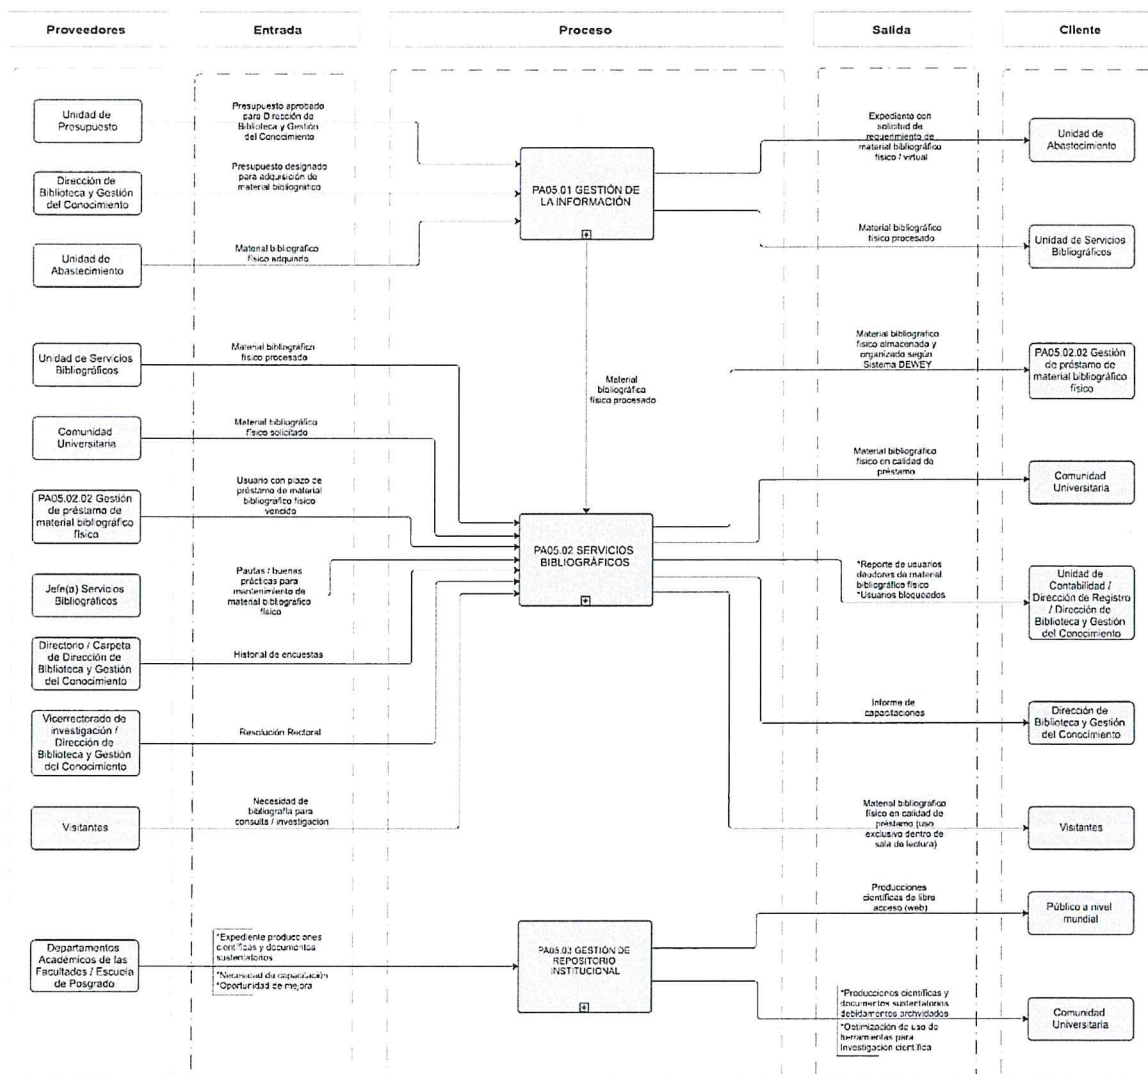 Proveedores
Entrada
Proceso
Salida
Cliente
Unidad de
Presupuesto
Presupuesto aprobado
para Dirección de
Biblioteca y Gestión
del Conocimiento
Dirección de
Biblioteca y Gestión
del Conocimiento
Presupuesto designado
para adquisición de
material bibliográfico
Unidad de
Abastecimiento
Material bibliográfico
físico adquirido
PA05.01 GESTIÓN DE
LA INFORMACIÓN
Expediente con
solicitud de
requerimiento de
material bibliográfico
físico / virtual
Unidad de
Abastecimiento
Material bibliográfico
físico procesado
Unidad de Servicios
Bibliográficos
Material
bibliográfico
físico procesado
Unidad de Servicios
Bibliográficos
Material bibliográfico
físico procesado
Comunidad
Universitaria
Material bibliográfico
físico solicitado
PA05.02.02 Gestión
de préstamo de
material bibliográfico
físico
Usuario con plazo de
préstamo de material
bibliográfico físico
vencido
Jefe(a) Servicios
Bibliográficos
Pautas / buenas
prácticas para
mantenimiento de
material bibliográfico
físico
Directorio / Carpeta
de Dirección de
Biblioteca y Gestión
del Conocimiento
Historial de encuestas
Vicerrectorado de
investigación /
Dirección de
Biblioteca y Gestión
del Conocimiento
Resolución Rectoral
Visitantes
Necesidad de
bibliografía para
consulta / investigación
PA05.02 SERVICIOS
BIBLIOGRÁFICOS
Material bibliográfico
físico almacenado y
organizado según
Sistema DEWEY
PA05.02.02 Gestión
de préstamo de
material bibliográfico
físico
Material bibliográfico
físico en calidad de
préstamo
Comunidad
Universitaria
*Reporte de usuarios
deudores de material
bibliográfico físico
*Usuarios bloqueados
Unidad de
Contabilidad /
Dirección de Registro
/ Dirección de
Biblioteca y Gestión
del Conocimiento
Informe de
capacitaciones
Dirección de
Biblioteca y Gestión
del Conocimiento
Material bibliográfico
físico en calidad de
préstamo (uso
exclusivo dentro de
sala de lectura)
Visitantes
Departamentos
Académicos de las
Facultades / Escuela
de Posgrado
*Expediente producciones
científicas y documentos
sustentatorios
*Necesidad de capacitación
*Oportunidad de mejora
PA05.03 GESTIÓN DE
REPOSITORIO
INSTITUCIONAL
Producciones
científicas de libre
acceso (web)
Público a nivel
mundial
*Producciones científicas y
documentos sustentatorios
debidamentos archvidados
*Optimización de uso de
herramientas para
Investigación científica
Comunidad
Universitaria